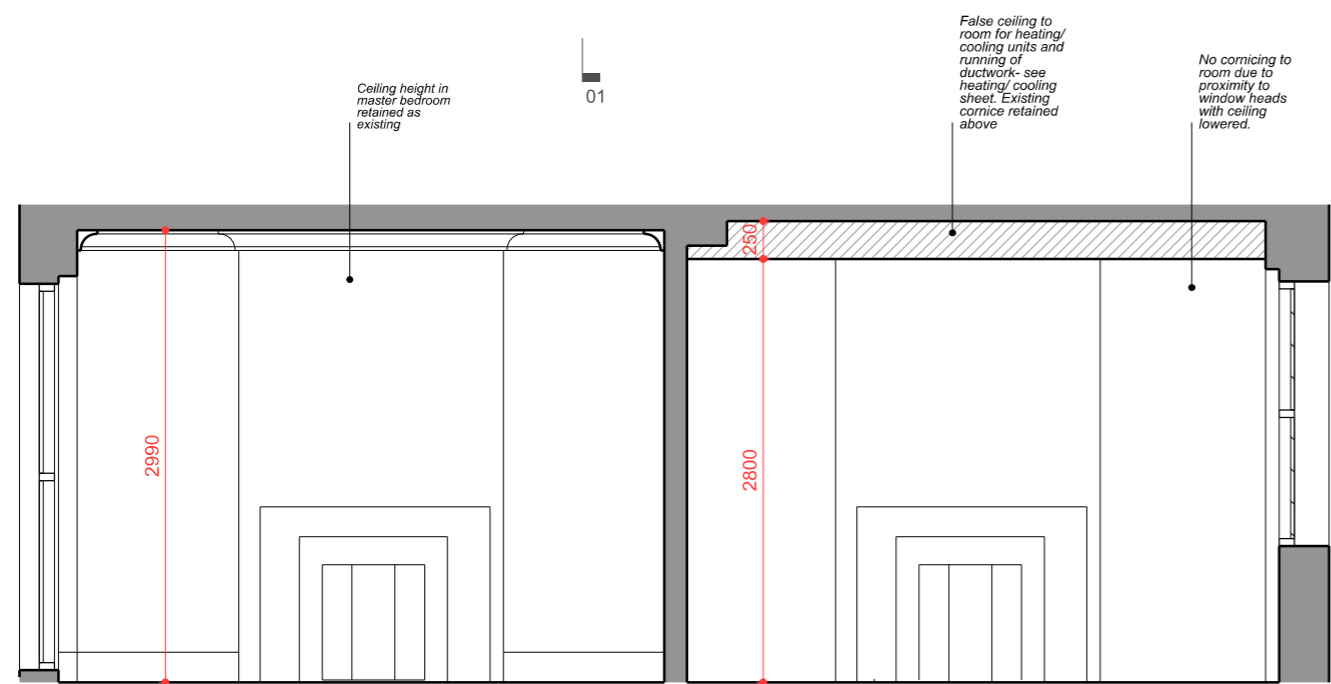 False ceiling to
room for heating/
cooling units and
running of
ductwork- see
heating/ cooling
sheet. Existing
cornice retained
above
No cornicing to
room due to
proximity to
window heads
with ceiling
lowered.
Ceiling height in
master bedroom
retained as
existing
01
250
2990
2800